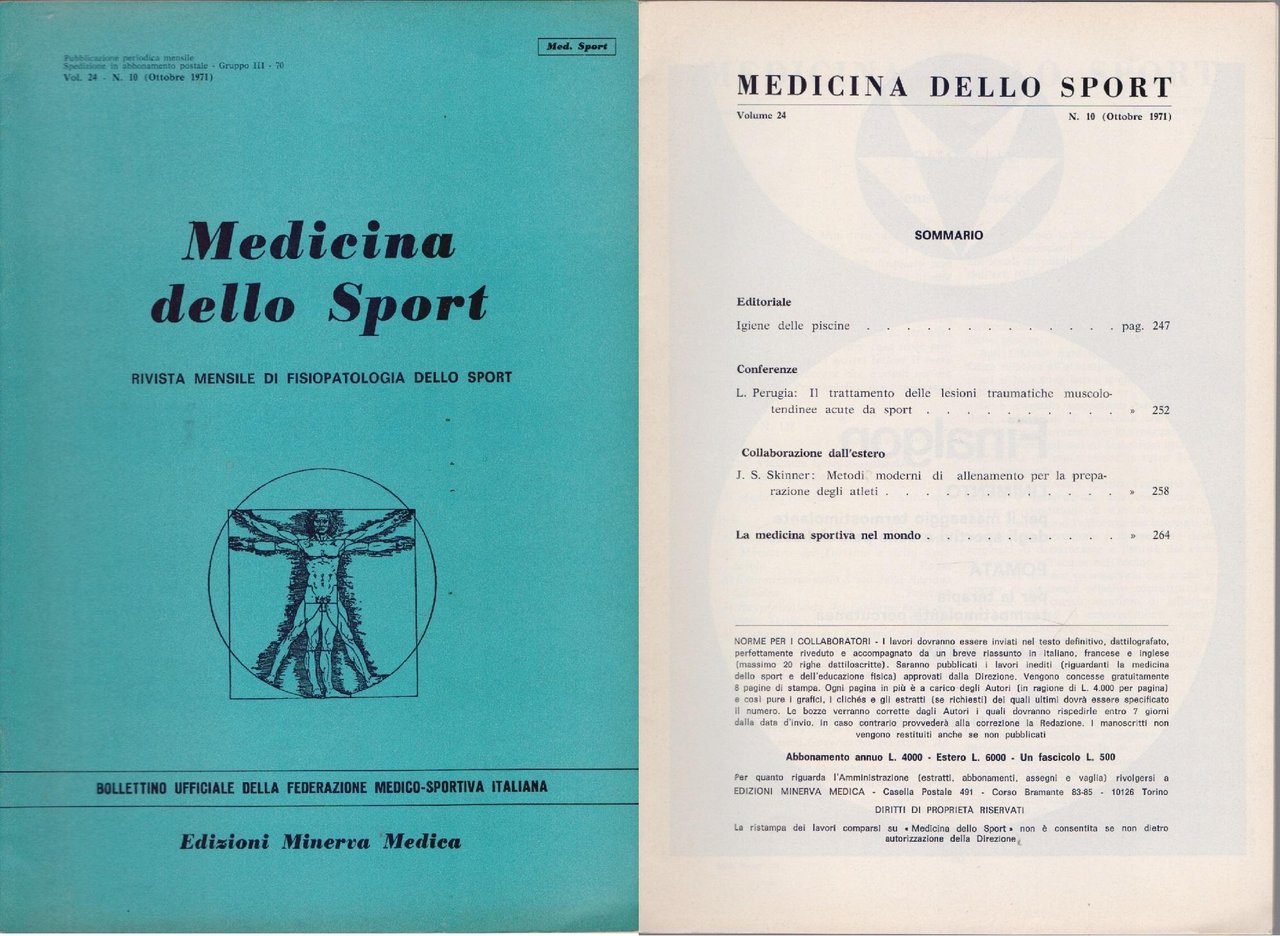 Pubblicazione periodica mensile
Spedizione in abbonamento postale - Gruppo III - 70
Vol. 24 - N. 10 (Ottobre 1971)
Med. Sport
Medicina
dello Sport
RIVISTA MENSILE DI FISIOPATOLOGIA DELLO SPORT
BOLLETTINO UFFICIALE DELLA FEDERAZIONE MEDICO-SPORTIVA ITALIANA
Edizioni Minerva Medica
MEDICINA DELLO SPORT
Volume 24 N. 10 (Ottobre 1971)
SOMMARIO
Editoriale
Igiene delle piscine . . . . . . . . . . . . . pag. 247
Conferenze
L. Perugia: Il trattamento delle lesioni traumatiche muscolo-
tendinee acute da sport . . . . . . . . . . » 252
Collaborazione dall'estero
J. S. Skinner: Metodi moderni di allenamento per la prepa-
razione degli atleti . . . . . . . . . . . . » 258
La medicina sportiva nel mondo . . . . . . . . . . » 264
NORME PER I COLLABORATORI - I lavori dovranno essere inviati nel testo definitivo, dattilografato,
perfettamente riveduto e accompagnato da un breve riassunto in italiano, francese e inglese
(massimo 20 righe dattiloscritte). Saranno pubblicati i lavori inediti (riguardanti la medicina
dello sport e dell'educazione fisica) approvati dalla Direzione. Vengono concesse gratuitamente
8 pagine di stampa. Ogni pagina in più è a carico degli Autori (in ragione di L. 4.000 per pagina)
e così pure i grafici, i clichés e gli estratti (se richiesti) dei quali ultimi dovrà essere specificato
il numero. Le bozze verranno corrette dagli Autori i quali dovranno rispedirle entro 7 giorni
dalla data d'invio. In caso contrario provvederà alla correzione la Redazione. I manoscritti non
vengono restituiti anche se non pubblicati
Abbonamento annuo L. 4000 - Estero L. 6000 - Un fascicolo L. 500
Per quanto riguarda l'Amministrazione (estratti, abbonamenti, assegni e vaglia) rivolgersi a
EDIZIONI MINERVA MEDICA - Casella Postale 491 - Corso Bramante 83-85 - 10126 Torino
DIRITTI DI PROPRIETÀ RISERVATI
La ristampa dei lavori comparsi su « Medicina dello Sport » non è consentita se non dietro
autorizzazione della Direzione.